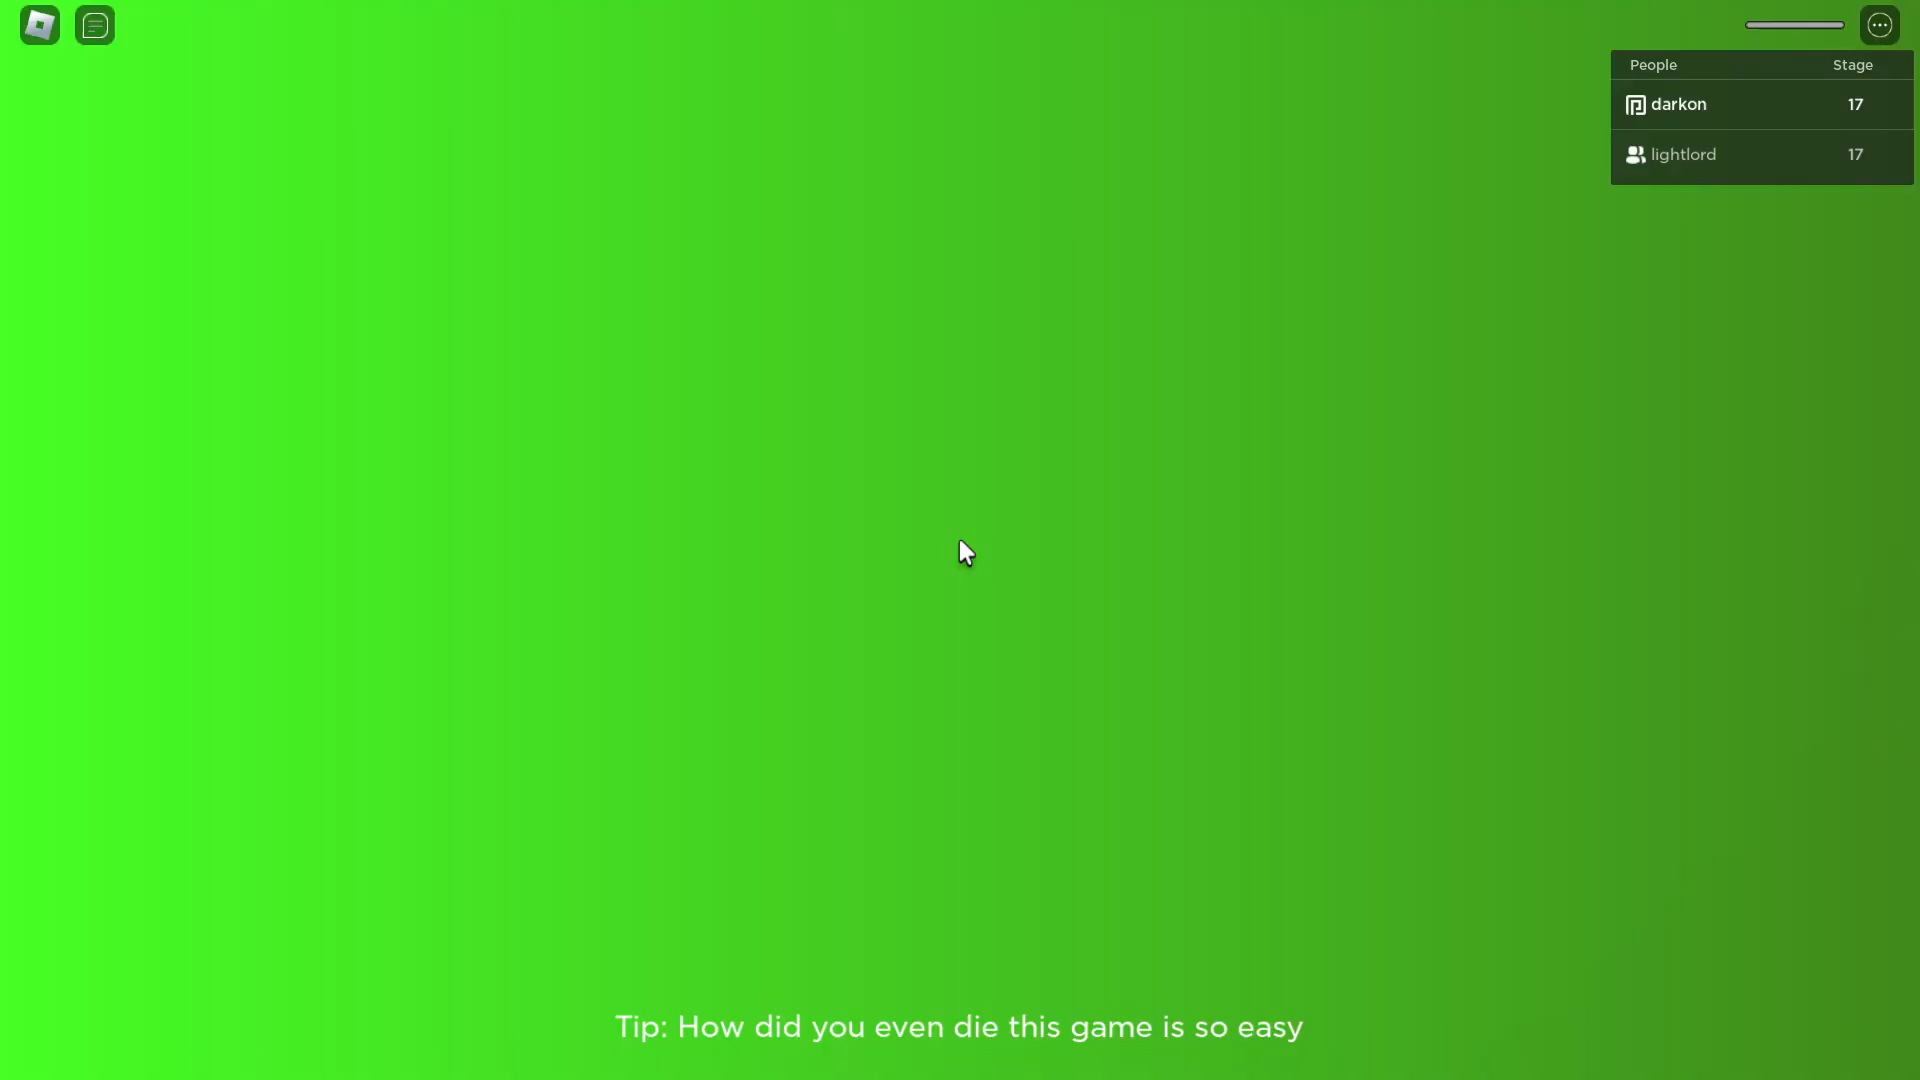 People Stage
darkon 17
lightlord 17
Tip: How did you even die this game is so easy